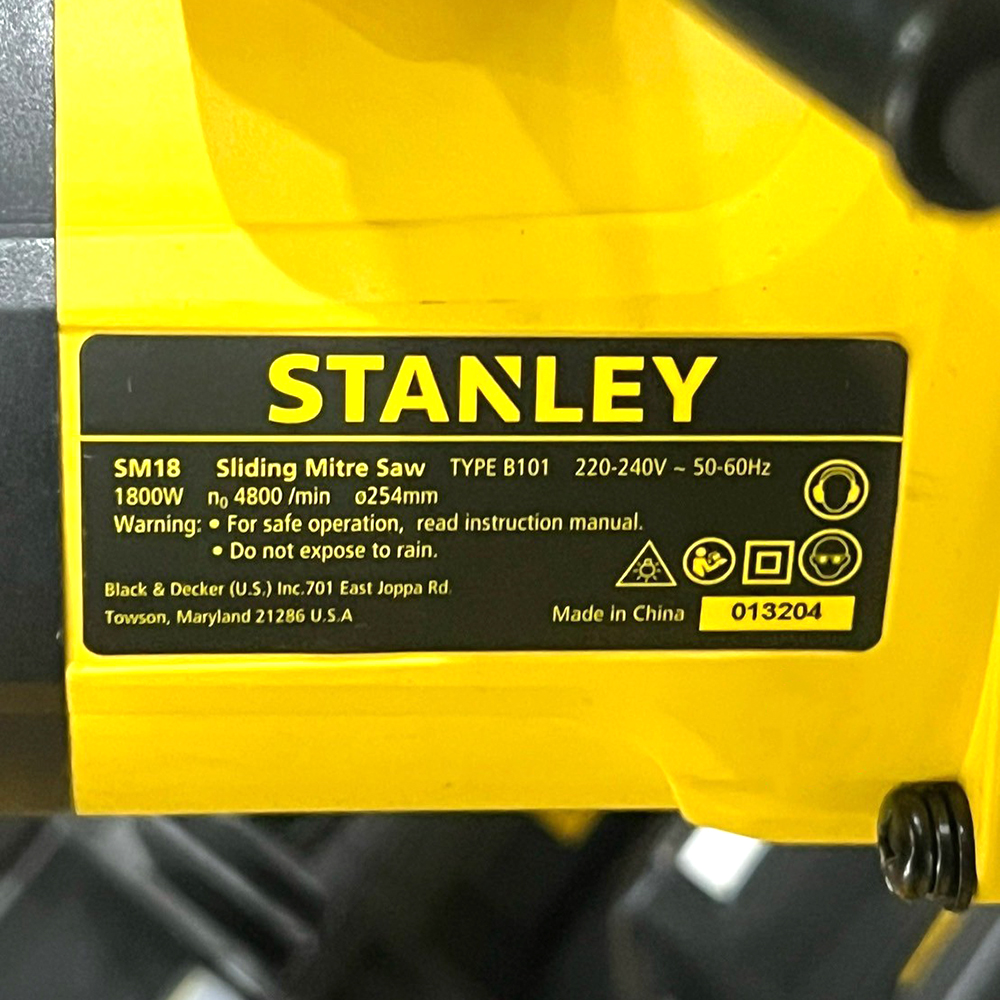 STANLEY
SM18 Sliding Mitre Saw TYPE B101 220-240V ~ 50-60Hz
1800W n₀ 4800 /min ø254mm
Warning: • For safe operation, read instruction manual.
• Do not expose to rain.
Black & Decker (U.S.) Inc.701 East Joppa Rd.
Towson, Maryland 21286 U.S.A
Made in China 013204